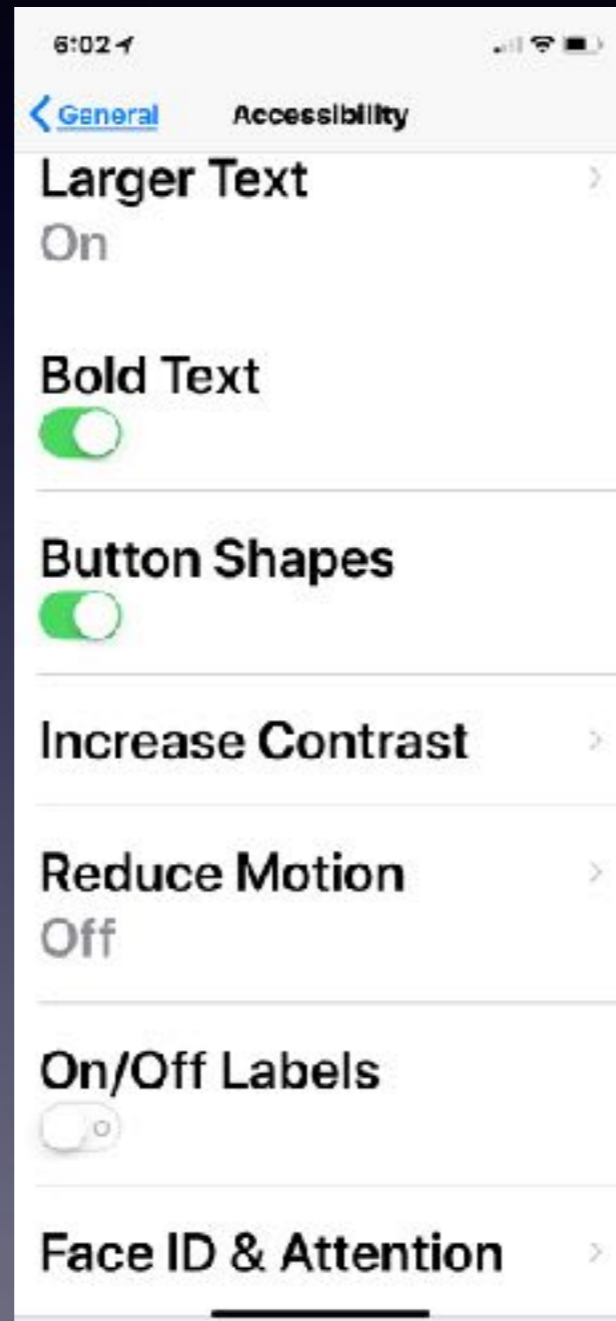 6:02
General Accessibility
Larger Text
On
Bold Text
Button Shapes
Increase Contrast
Reduce Motion
Off
On/Off Labels
Face ID & Attention